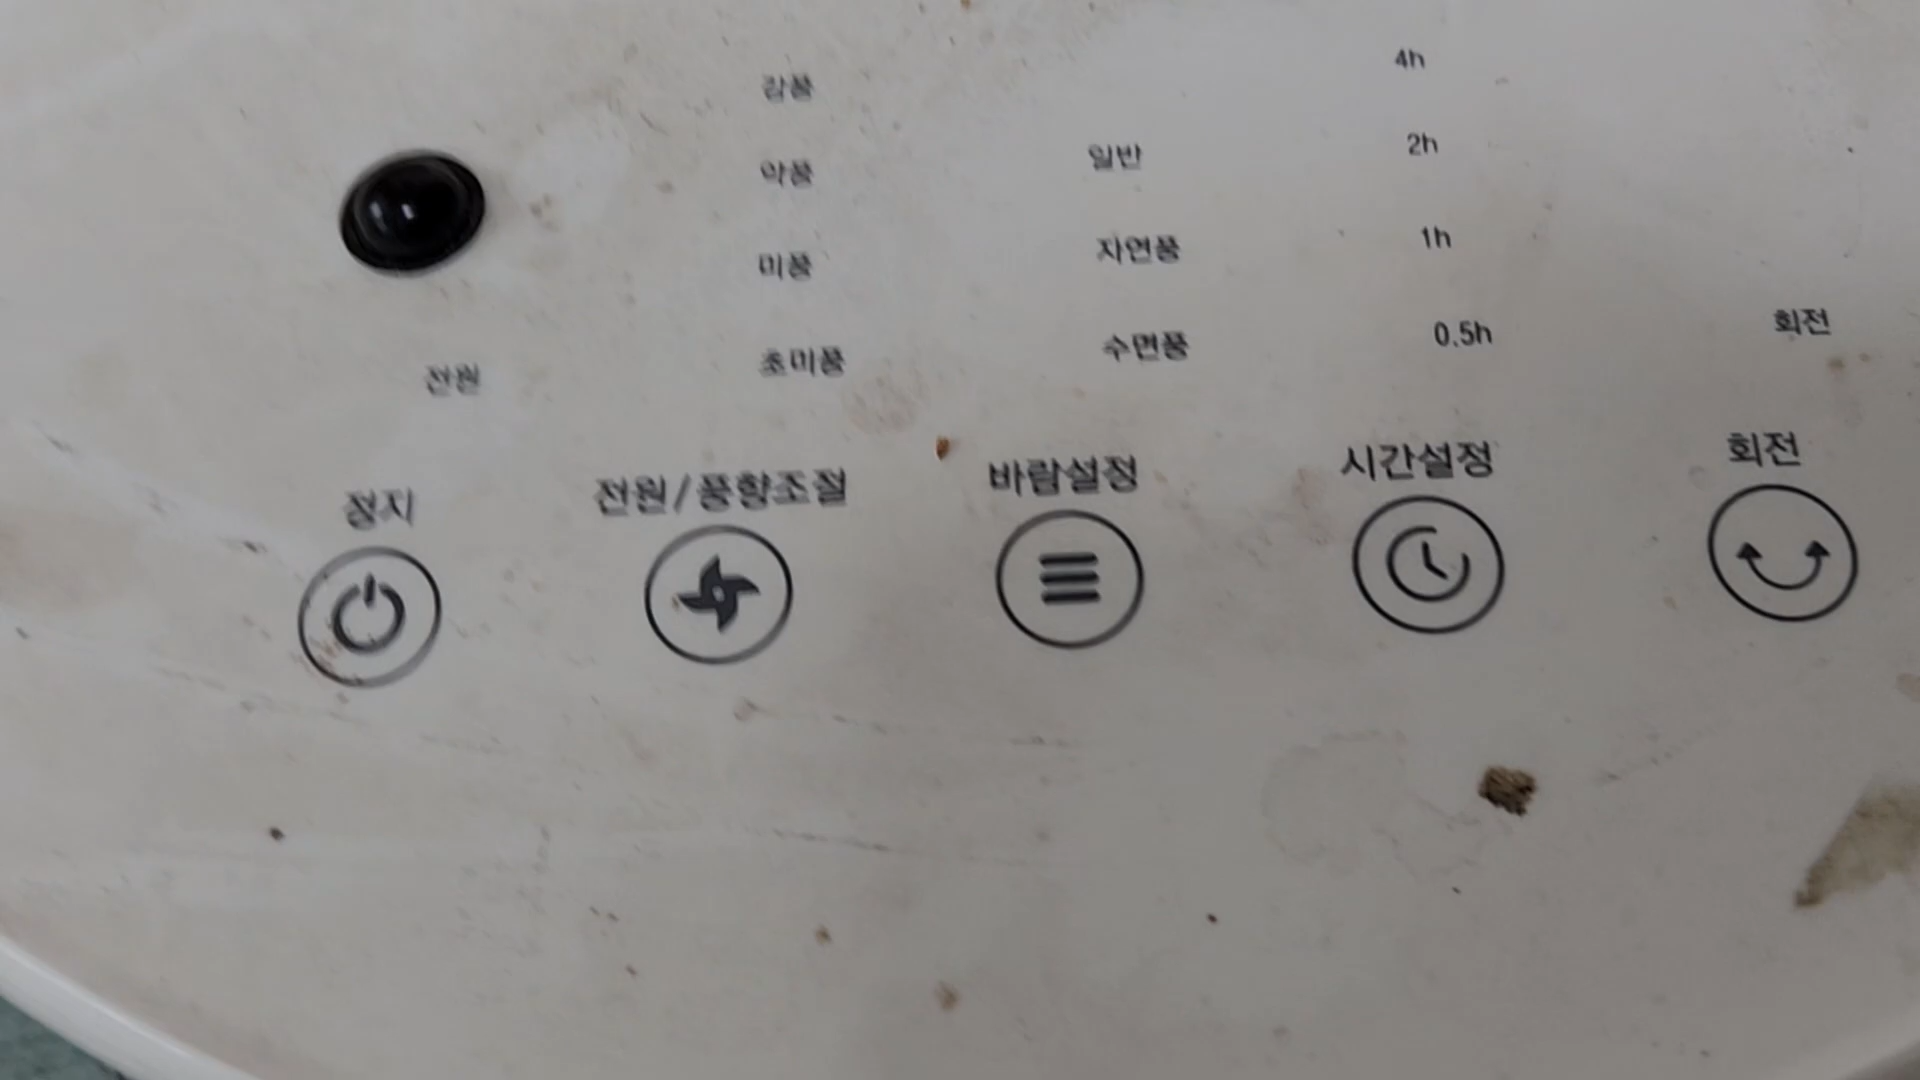 강풍
약풍
미풍
초미풍
일반
자연풍
수면풍
4h
2h
1h
0.5h
전원
회전
정지
전원/풍향조절
바람설정
시간설정
회전